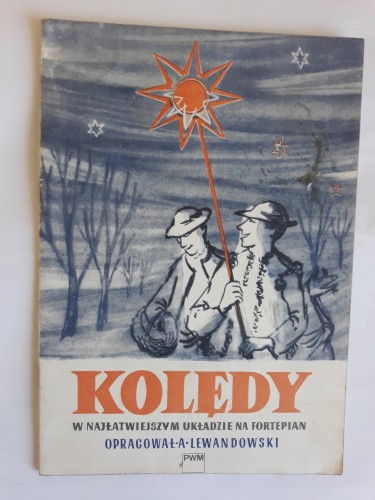 KOLĘDY
W NAJŁATWIEJSZYM UKŁADZIE NA FORTEPIAN
OPRACOWAŁ·A·LEWANDOWSKI
PWM